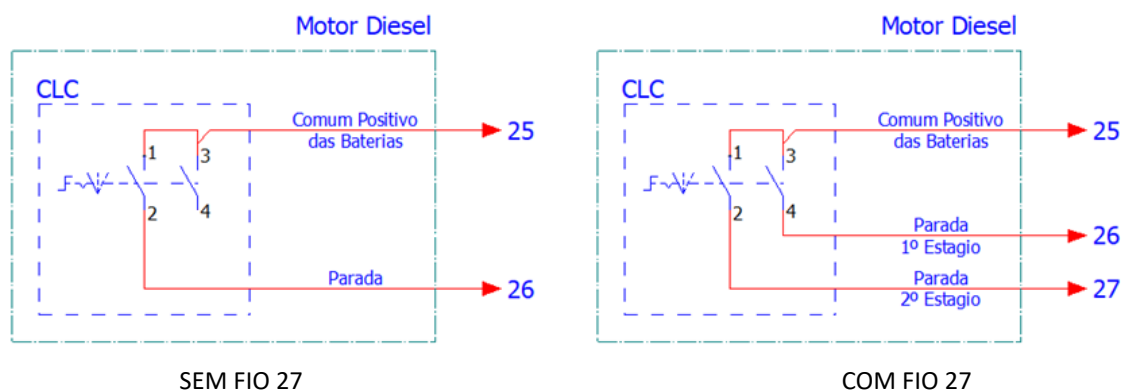 Motor Diesel
CLC
Comum Positivo
das Baterias
25
1
3
2
4
Parada
26
SEM FIO 27
Motor Diesel
CLC
Comum Positivo
das Baterias
25
1
3
2
4
Parada
1º Estagio
26
Parada
2º Estagio
27
COM FIO 27